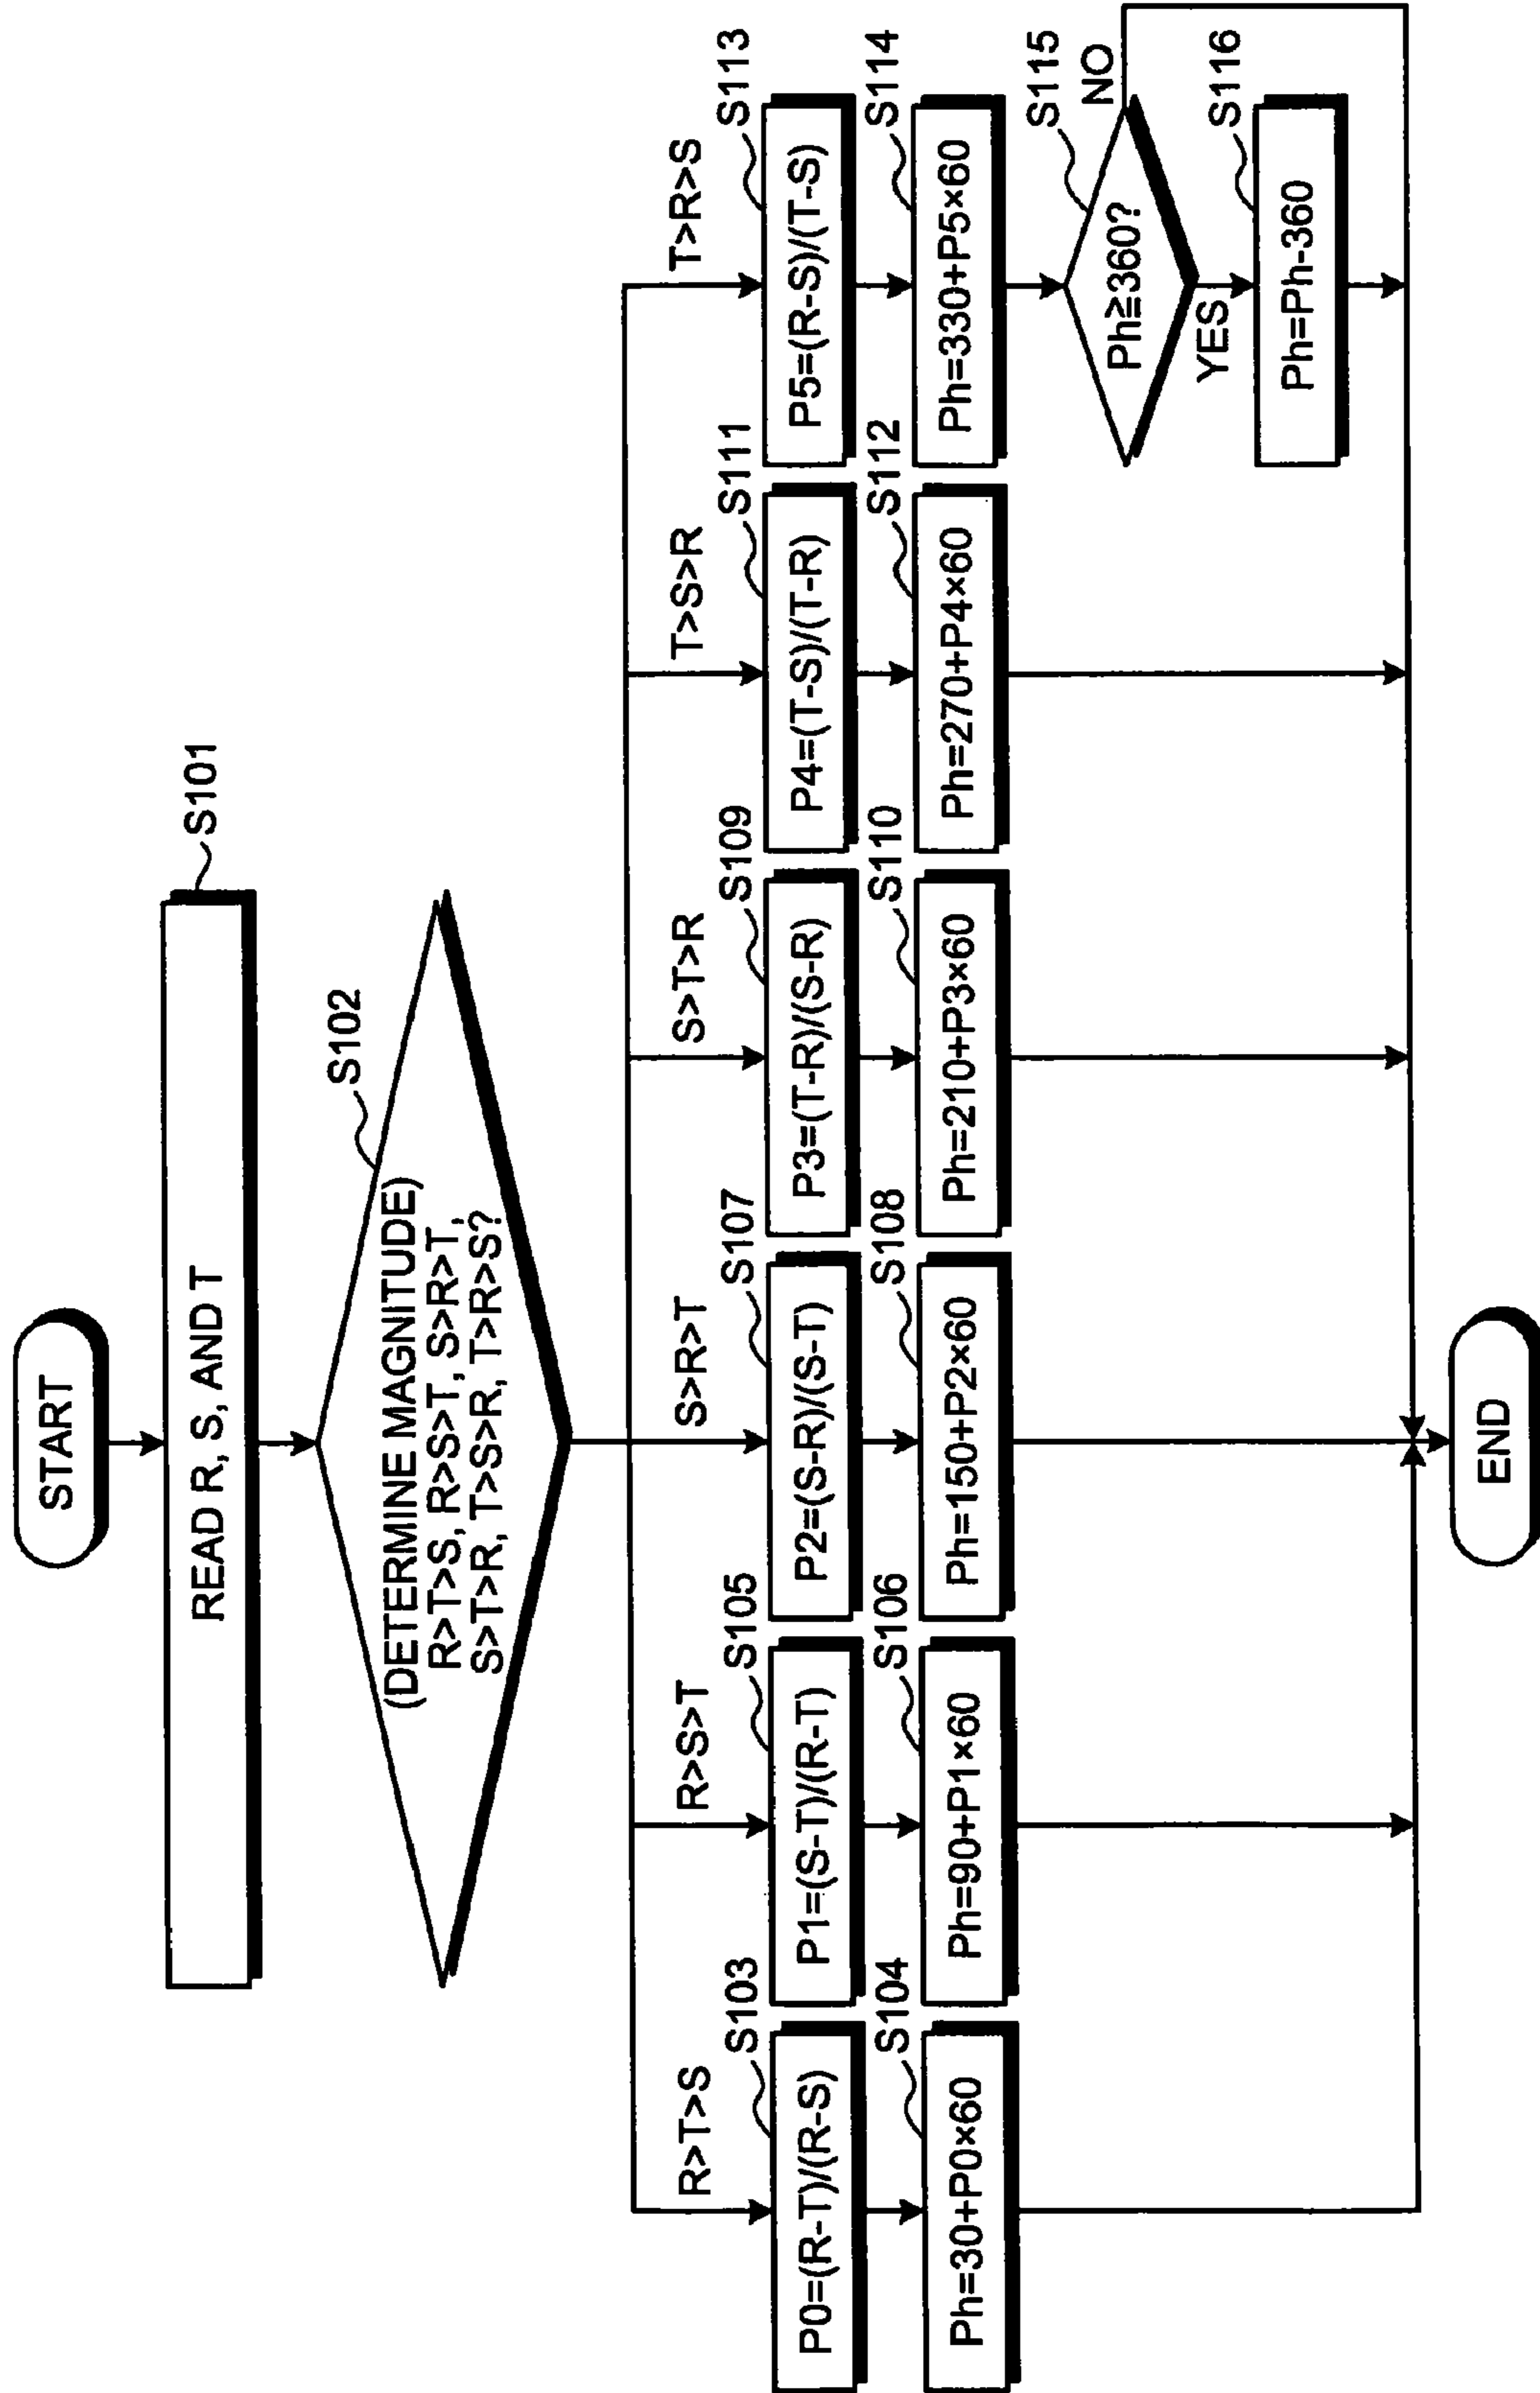 START
S101
READ R, S, AND T
S102
(DETERMINE MAGNITUDE)
R>T>S, R>S>T, S>R>T,
S>T>R, T>S>R, T>R>S?
R>T>S
S103
P0=(R-T)/(R-S)
S104
Ph=30+P0×60
R>S>T
S105
P1=(S-T)/(R-T)
S106
Ph=90+P1×60
S>R>T
S107
P2=(S-R)/(S-T)
S108
Ph=150+P2×60
S>T>R
S109
P3=(T-R)/(S-R)
S110
Ph=210+P3×60
T>S>R
S111
P4=(T-S)/(T-R)
S112
Ph=270+P4×60
T>R>S
S113
P5=(R-S)/(T-S)
S114
Ph=330+P5×60
S115
Ph≧360?
NO
YES
S116
Ph=Ph-360
END